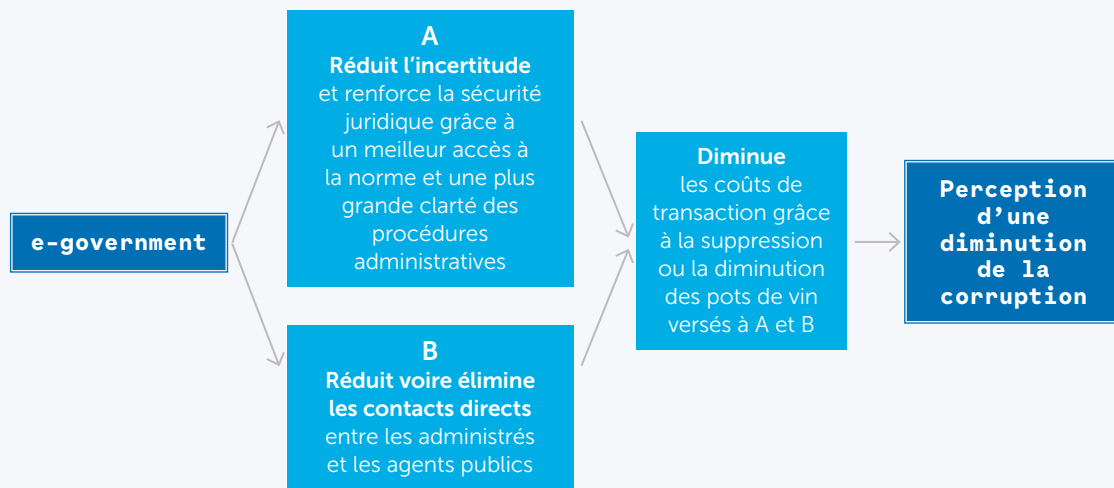 e-government
A
Réduit l'incertitude
et renforce la sécurité
juridique grâce à
un meilleur accès à
la norme et une plus
grande clarté des
procédures
administratives
B
Réduit voire élimine
les contacts directs
entre les administrés
et les agents publics
Diminue
les coûts de
transaction grâce
à la suppression
ou la diminution
des pots de vin
versés à A et B
Perception
d'une
diminution
de la
corruption